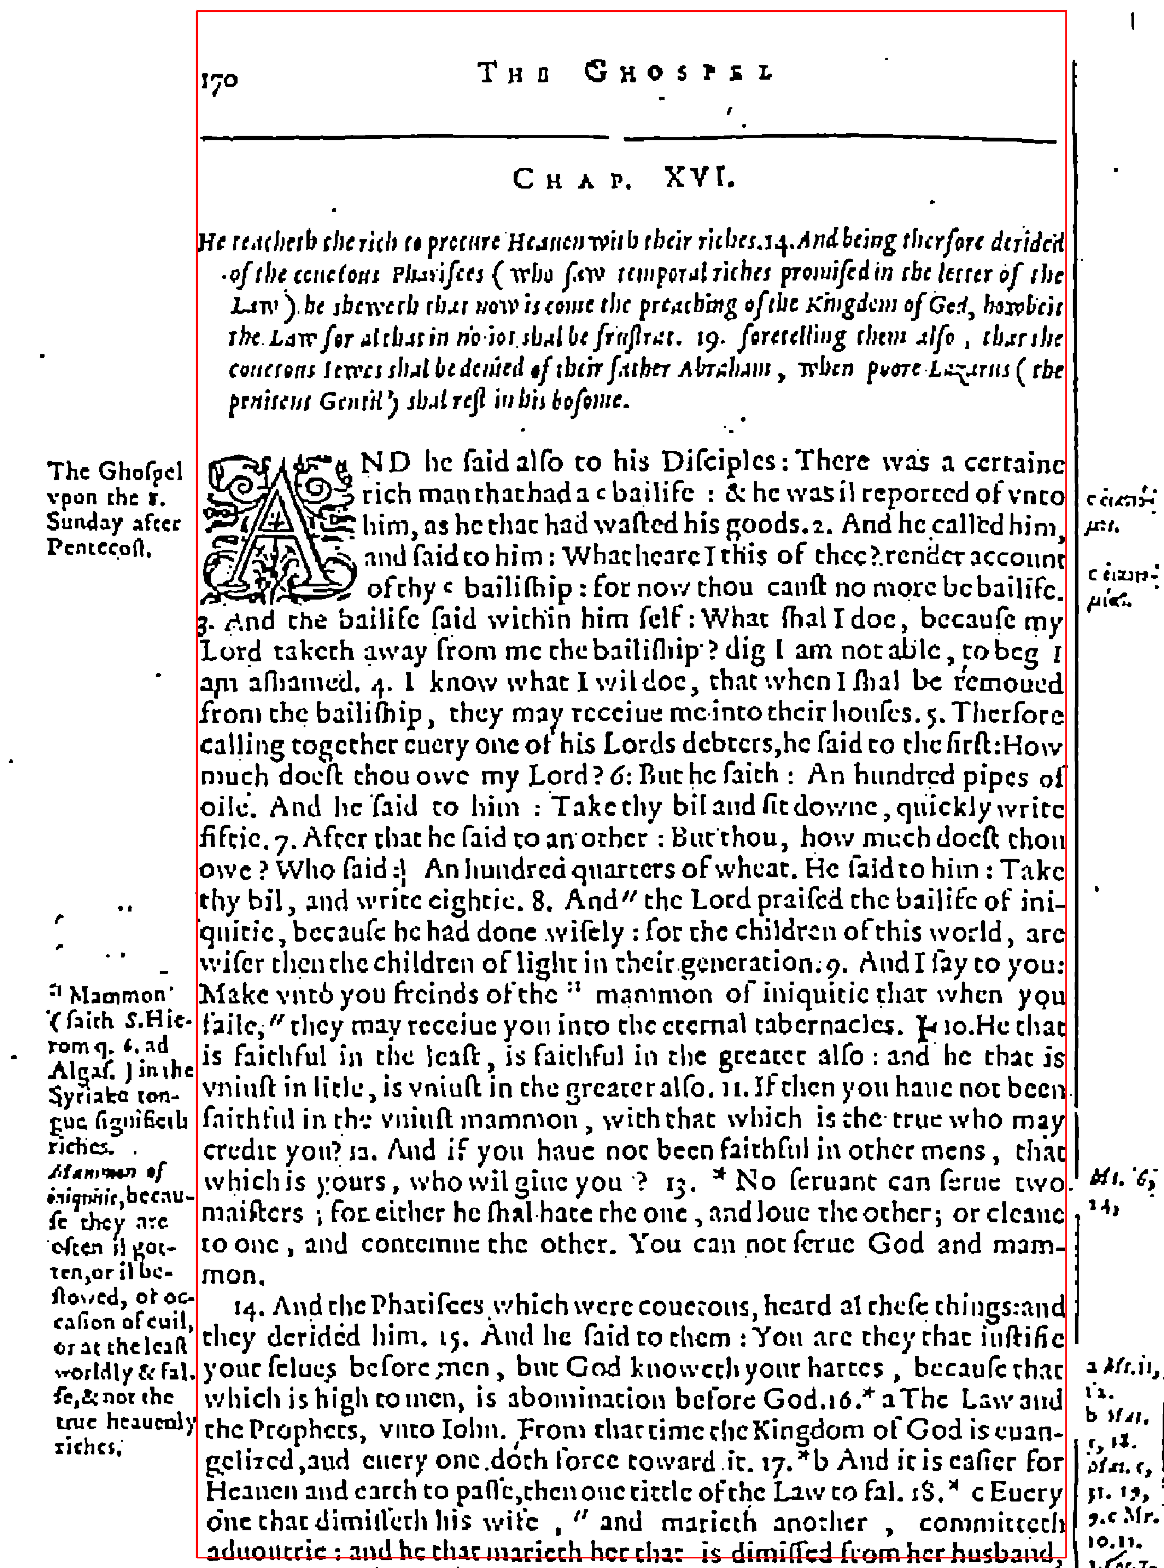 170
THE GHOSPEL
CHAP. XVI.
He teacheth the rich to procure Heauen with their riches. 14. And being therfore derided
of the couetous Pharisees ( who saw temporal riches promised in the letter of the
Law ) he sheweth that now is come the preaching of the Kingdom of God, howbeit
the Law for al that in no iot shal be frustrat. 19. foretelling them also , that the
couetous Iewes shal be denied of their father Abraham , when poore Lazarus ( the
penitent Gentil ) shal rest in his bosome.
The Ghoſpel
vpon the 8.
Sunday after
Pentecoſt.
AND he ſaid alſo to his Diſciples : There was a certaine
rich man that had a c bailife : & he was il reported of vnto
him, as he that had waſted his goods. 2. And he called him,
and ſaid to him : What heare I this of thee? render account
of thy c bailiſhip : for now thou canſt no more be bailife.
3. And the bailife ſaid within him ſelf : What ſhal I doe, becauſe my
Lord taketh away from me the bailiſhip ? dig I am not able , to beg I
am aſhamed. 4. I know what I wil doe, that when I ſhal be remoued
from the bailiſhip, they may receiue me into their houſes. 5. Therfore
calling together euery one of his Lords debters, he ſaid to the firſt: How
much doeſt thou owe my Lord? 6: But he ſaith : An hundred pipes of
oile. And he ſaid to him : Take thy bil and ſit downe, quickly write
fiftie. 7. After that he ſaid to an other : But thou, how much doeſt thou
owe ? Who ſaid : An hundred quarters of wheat. He ſaid to him : Take
thy bil, and write eightie. 8. And " the Lord praiſed the bailife of ini-
quitie, becauſe he had done wiſely : for the children of this world, are
wiſer then the children of light in their generation. 9. And I ſay to you:
Make vnto you freinds of the :: mammon of iniquitie that when you
faile, " they may receiue you into the eternal tabernacles. 10. He that
is faithful in the leaſt, is faithful in the greater alſo : and he that is
vniuſt in litle, is vniuſt in the greater alſo. 11. If then you haue not been
faithful in the vniuſt mammon , with that which is the true who may
credit you? 12. And if you haue not been faithful in other mens , that
which is yours , who wil giue you ? 13. * No ſeruant can ſerue two
maiſters ; for either he ſhal hate the one , and loue the other; or cleaue
to one , and contemne the other. You can not ſerue God and mam-
mon.
:: Mammon
( ſaith S. Hie-
rom q. 6. ad
Algaſ. ) in the
Syriake ton-
gue ſignifieth
riches.
Mammon of
iniquitie, becau-
ſe they are
often il got-
ten, or il be-
ſtowed, or oc-
caſion of euil,
or at the leaſt
worldly & fal-
ſe, & not the
true heauenly
riches.
Mt. 6,
24,
14. And the Phariſees which were couetous, heard al theſe things: and
they derided him. 15. And he ſaid to them : You are they that iuſtifie
your ſelues before men , but God knoweth your hartes , becauſe that
which is high to men, is abomination before God. 16. * a The Law and
the Prophets, vnto Iohn. From that time the Kingdom of God is euan-
gelized, and euery one doth force toward it. 17. * b And it is eaſier for
Heauen and earth to paſſe, then one tittle of the Law to fal. 18. * c Euery
one that dimiſſeth his wife , " and marieth another , committeth
aduoutrie : and he that marieth her that is dimiſſed from her husband,
a Mt. 11,
12.
b Mat.
5, 18.
Mat. 5,
31. 19,
9. c Mr.
10. 11.